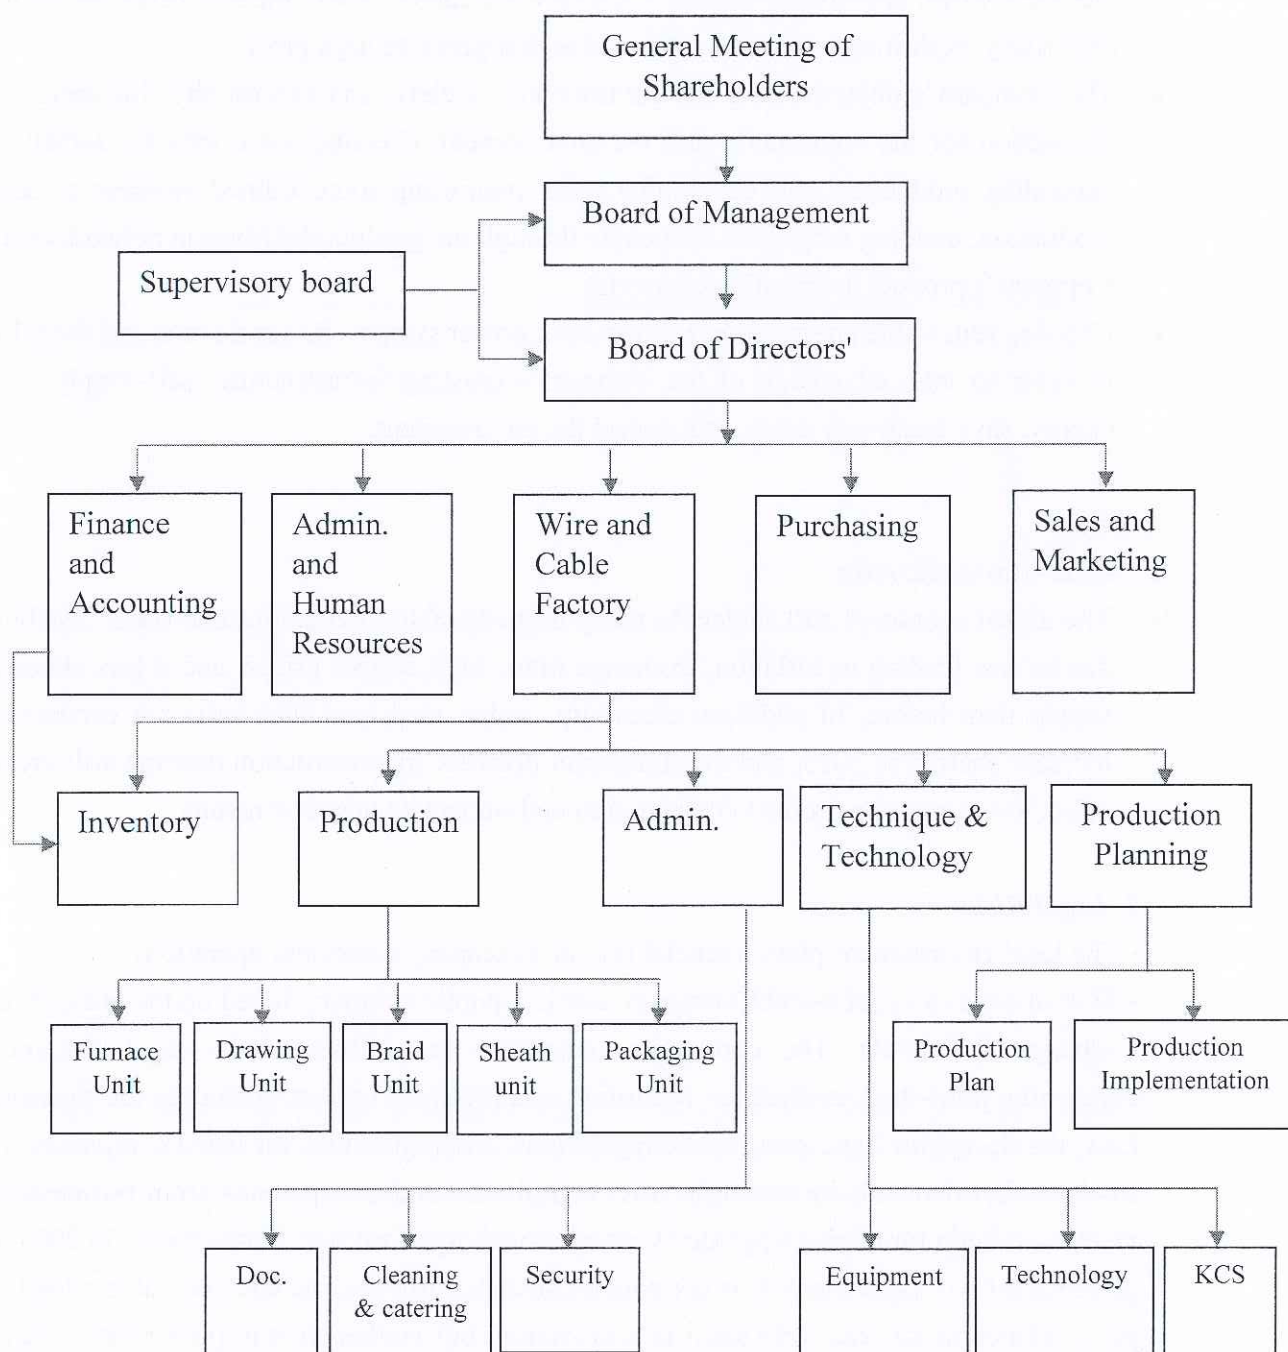 General Meeting of
Shareholders
Board of Management
Supervisory board
Board of Directors'
Finance
and
Accounting
Admin.
and
Human
Resources
Wire and
Cable
Factory
Purchasing
Sales and
Marketing
Inventory
Production
Admin.
Technique &
Technology
Production
Planning
Furnace
Unit
Drawing
Unit
Braid
Unit
Sheath
unit
Packaging
Unit
Production
Plan
Production
Implementation
Doc.
Cleaning
& catering
Security
Equipment
Technology
KCS